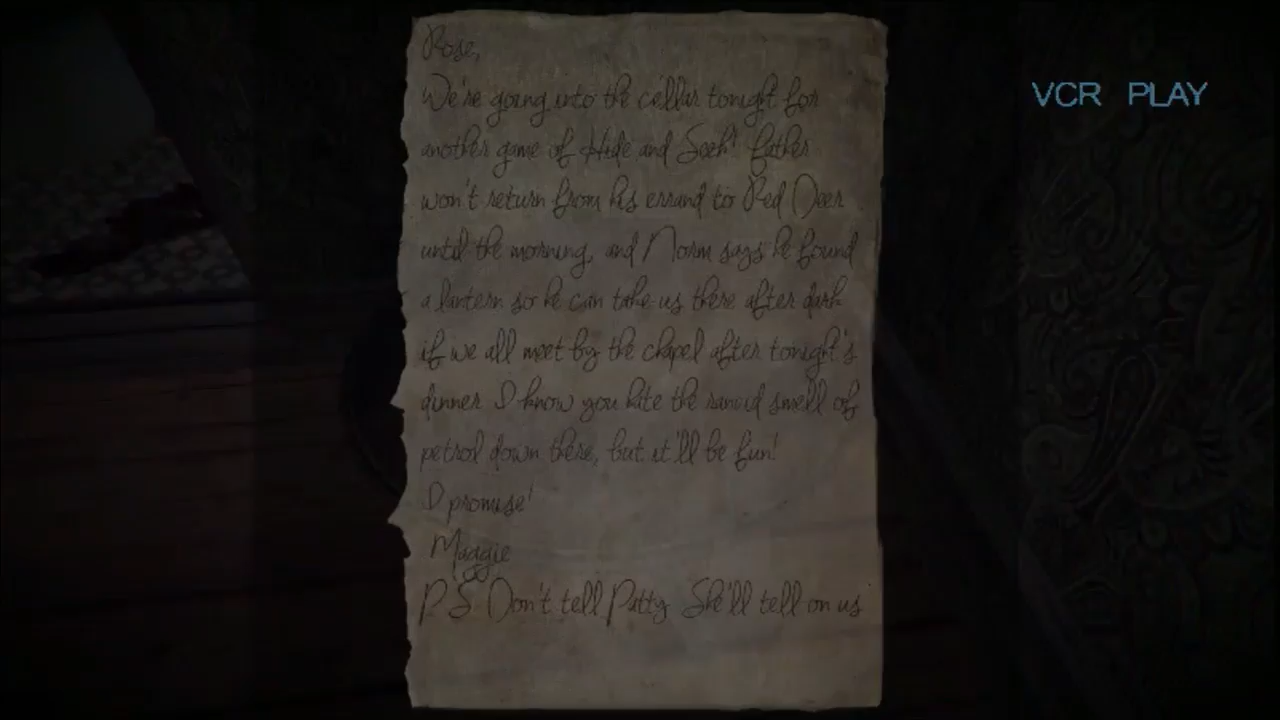 Rose,
We're going into the cellar tonight for
another game of Hide and Seek! Father
won't return from his errand to Red Deer
until the morning, and Norm says he found
a lantern so he can take us there after dark
if we all meet by the chapel after tonight's
dinner. I know you hate the rancid smell of
petrol down there, but it'll be fun!
I promise!
Maggie
P.S. Don't tell Patty. She'll tell on us
VCR PLAY